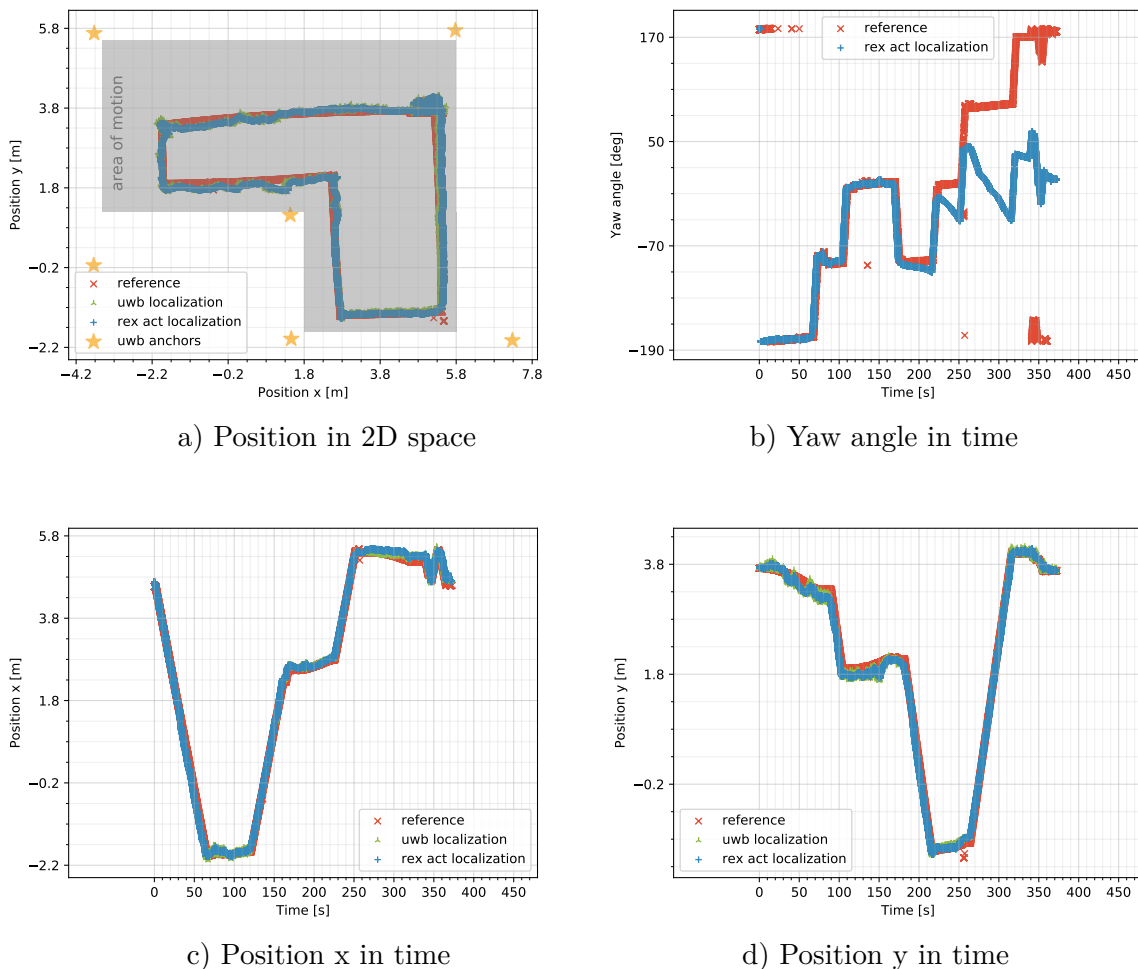 5.8
3.8
1.8
−0.2
−2.2
Position y [m]
area of motion
reference
uwb localization
rex act localization
uwb anchors
−4.2 −2.2 −0.2 1.8 3.8 5.8 7.8
Position x [m]
a) Position in 2D space
170
50
−70
−190
Yaw angle [deg]
reference
rex act localization
0 50 100 150 200 250 300 350 400 450
Time [s]
b) Yaw angle in time
5.8
3.8
1.8
−0.2
−2.2
Position x [m]
reference
uwb localization
rex act localization
0 50 100 150 200 250 300 350 400 450
Time [s]
c) Position x in time
3.8
1.8
−0.2
Position y [m]
reference
uwb localization
rex act localization
0 50 100 150 200 250 300 350 400 450
Time [s]
d) Position y in time